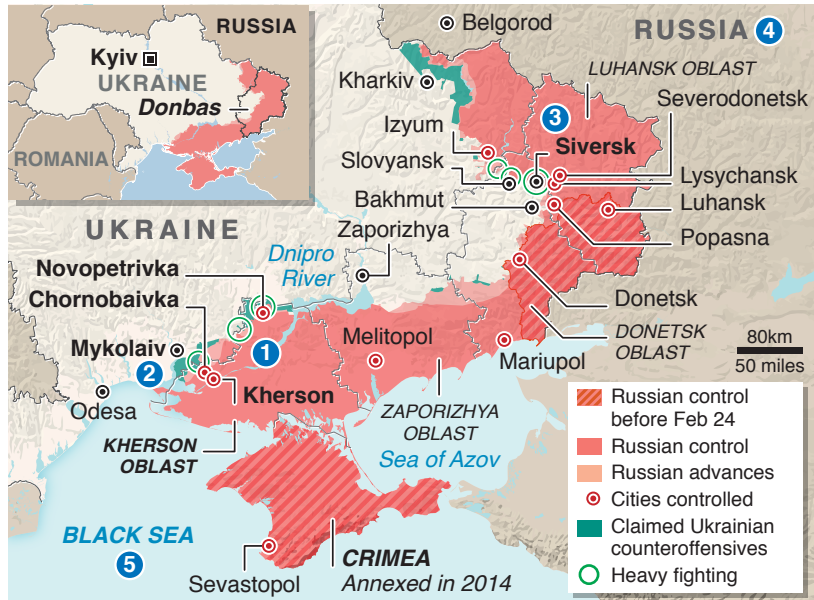 RUSSIA
Kyiv
UKRAINE
Donbas
ROMANIA
Belgorod
RUSSIA 4
Kharkiv
LUHANSK OBLAST
Severodonetsk
Izyum
3
Siversk
Slovyansk
Lysychansk
Bakhmut
Luhansk
UKRAINE
Zaporizhya
Popasna
Dnipro
River
Novopetrivka
Chornobaivka
Donetsk
DONETSK
OBLAST
80km
50 miles
Mykolaiv
1
Melitopol
Mariupol
2
Odesa
Kherson
KHERSON
OBLAST
ZAPORIZHYA
OBLAST
Sea of Azov
BLACK SEA
5
CRIMEA
Annexed in 2014
Sevastopol
Russian control
before Feb 24
Russian control
Russian advances
Cities controlled
Claimed Ukrainian
counteroffensives
Heavy fighting